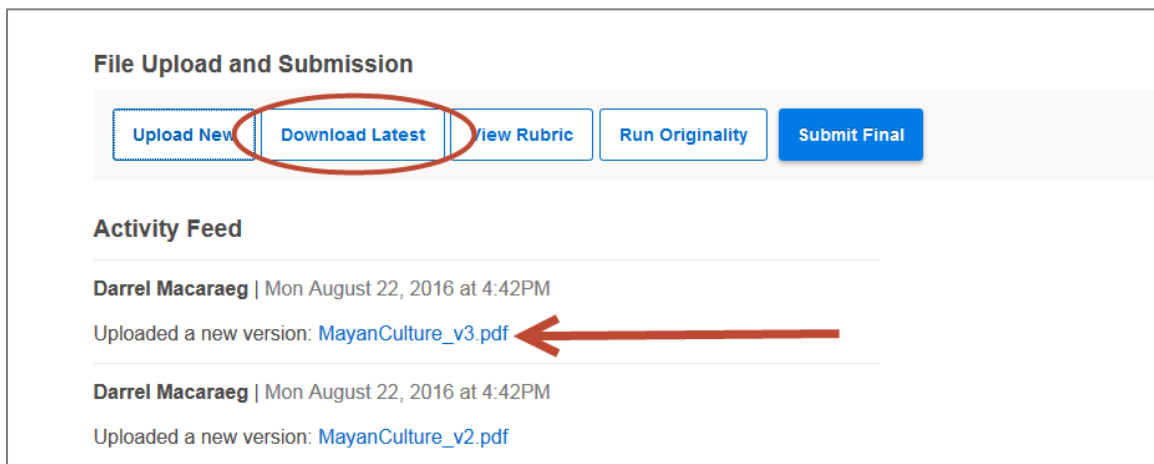 File Upload and Submission
Upload New Download Latest View Rubric Run Originality Submit Final
Activity Feed
Darrel Macaraeg | Mon August 22, 2016 at 4:42PM
Uploaded a new version: MayanCulture_v3.pdf
Darrel Macaraeg | Mon August 22, 2016 at 4:42PM
Uploaded a new version: MayanCulture_v2.pdf